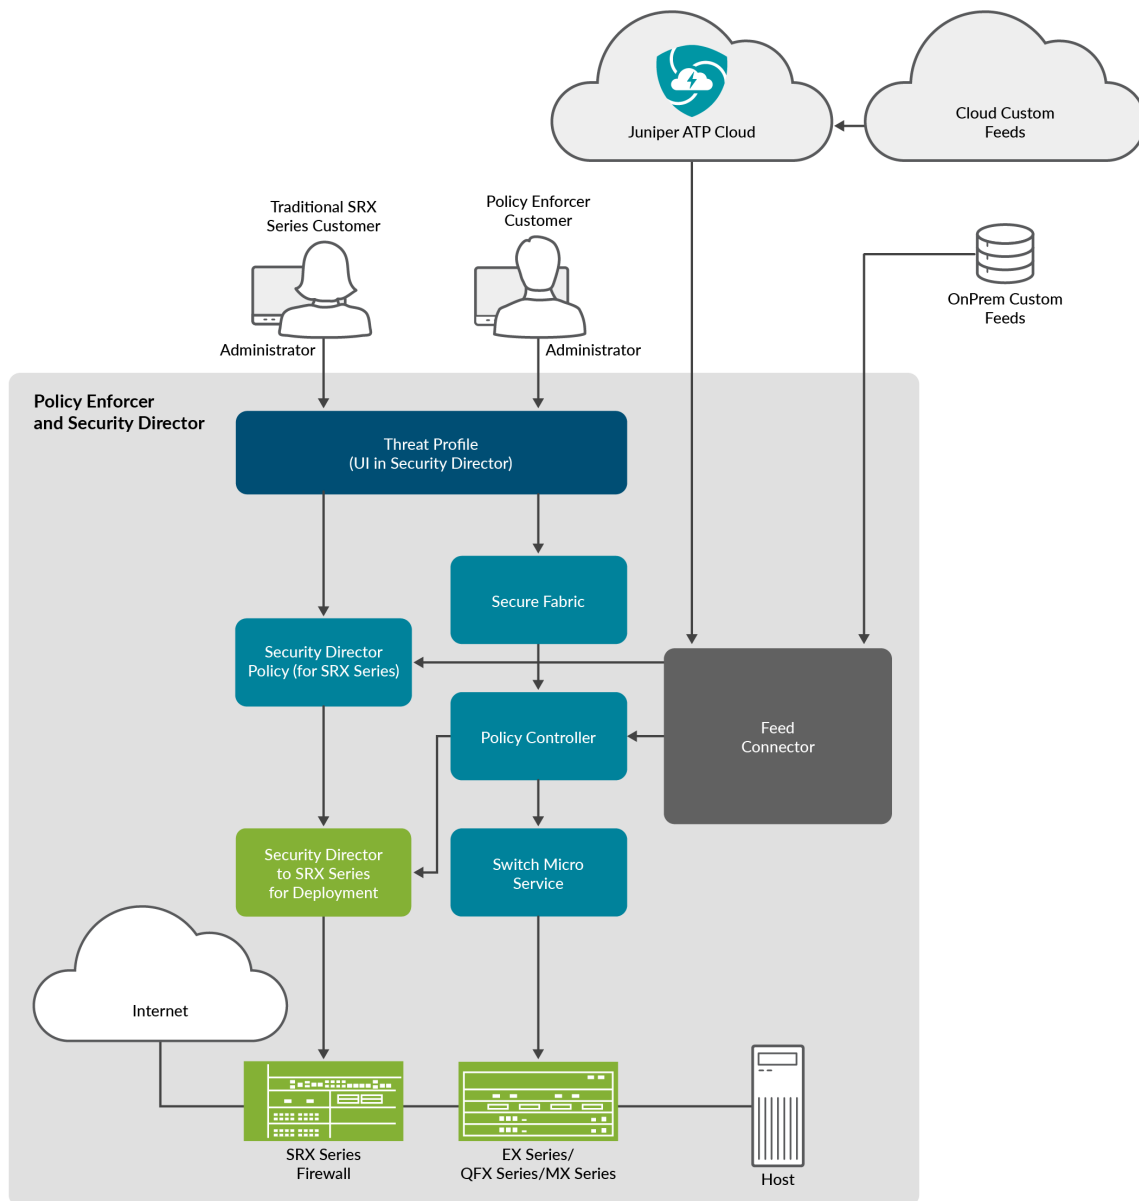 Juniper ATP Cloud
Cloud Custom
Feeds
Traditional SRX
Series Customer
Policy Enforcer
Customer
OnPrem Custom
Feeds
Administrator
Administrator
Policy Enforcer
and Security Director
Threat Profile
(UI in Security Director)
Secure Fabric
Security Director
Policy (for SRX Series)
Policy Controller
Feed
Connector
Security Director
to SRX Series
for Deployment
Switch Micro
Service
Internet
SRX Series
Firewall
EX Series/
QFX Series/MX Series
Host